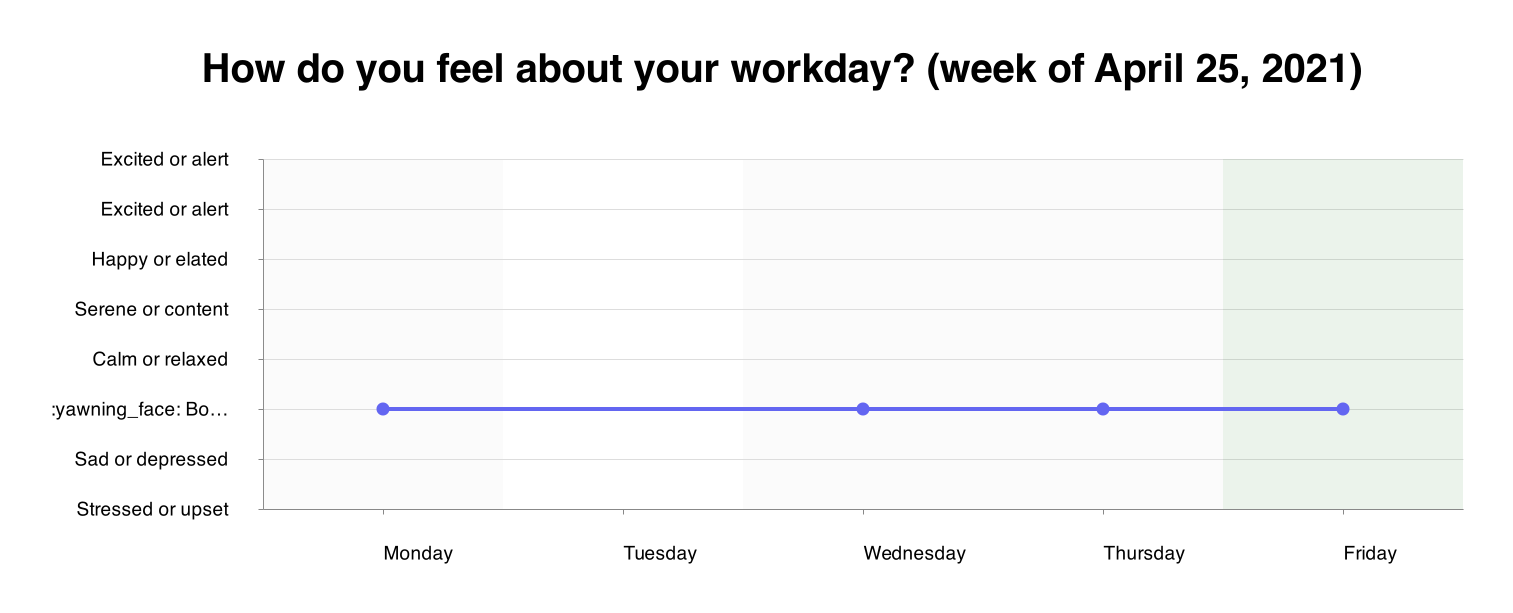 How do you feel about your workday? (week of April 25, 2021)
Excited or alert
Excited or alert
Happy or elated
Serene or content
Calm or relaxed
:yawning_face: Bo…
Sad or depressed
Stressed or upset
Monday Tuesday Wednesday Thursday Friday